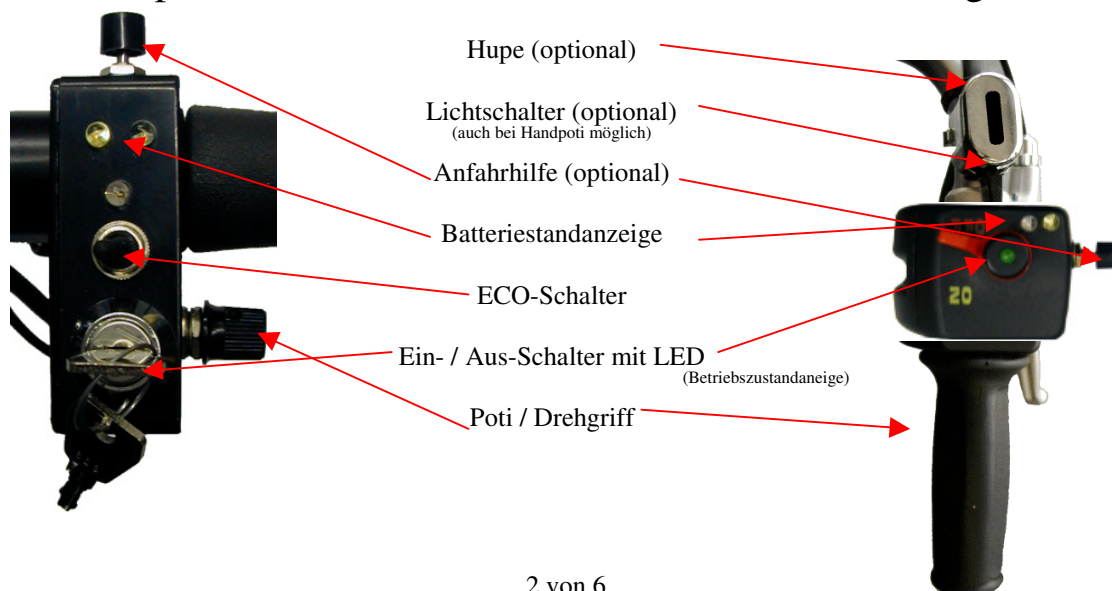 Hupe (optional)
Lichtschalter (optional)
(auch bei Handpoti möglich)
Anfahrhilfe (optional)
Batteriestandanzeige
ECO-Schalter
20
Ein- / Aus-Schalter mit LED
(Betriebszustandaneige)
Poti / Drehgriff
2 von 6